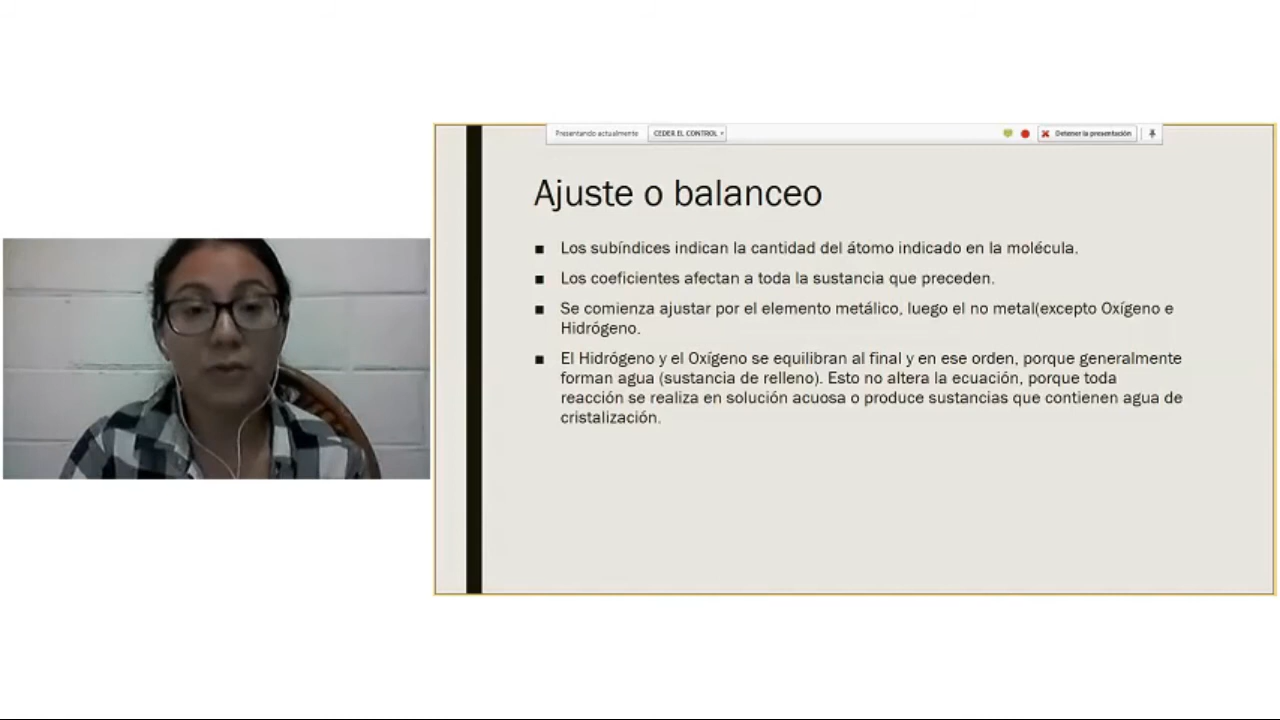 Presentando actualmente CEDER EL CONTROL Detener la presentación
Ajuste o balanceo
Los subíndices indican la cantidad del átomo indicado en la molécula.
Los coeficientes afectan a toda la sustancia que preceden.
Se comienza ajustar por el elemento metálico, luego el no metal(excepto Oxígeno e
Hidrógeno.
El Hidrógeno y el Oxígeno se equilibran al final y en ese orden, porque generalmente
forman agua (sustancia de relleno). Esto no altera la ecuación, porque toda
reacción se realiza en solución acuosa o produce sustancias que contienen agua de
cristalización.